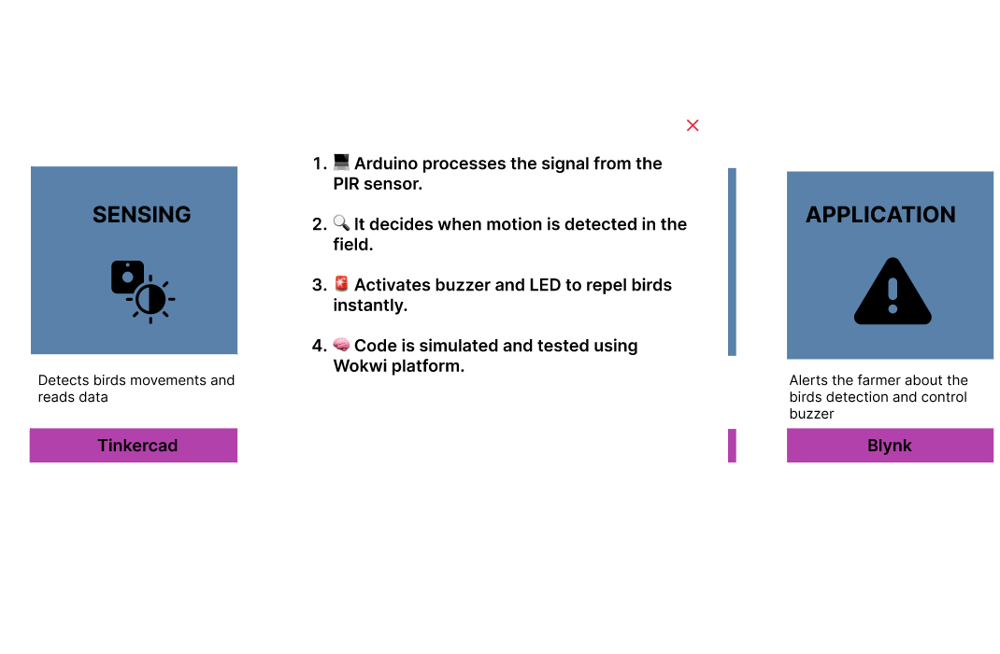 SENSING
Detects birds movements and
reads data
Tinkercad
1. 💻 Arduino processes the signal from the
PIR sensor.
2. 🔍 It decides when motion is detected in the
field.
3. 🚨 Activates buzzer and LED to repel birds
instantly.
4. 🧠 Code is simulated and tested using
Wokwi platform.
APPLICATION
Alerts the farmer about the
birds detection and control
buzzer
Blynk